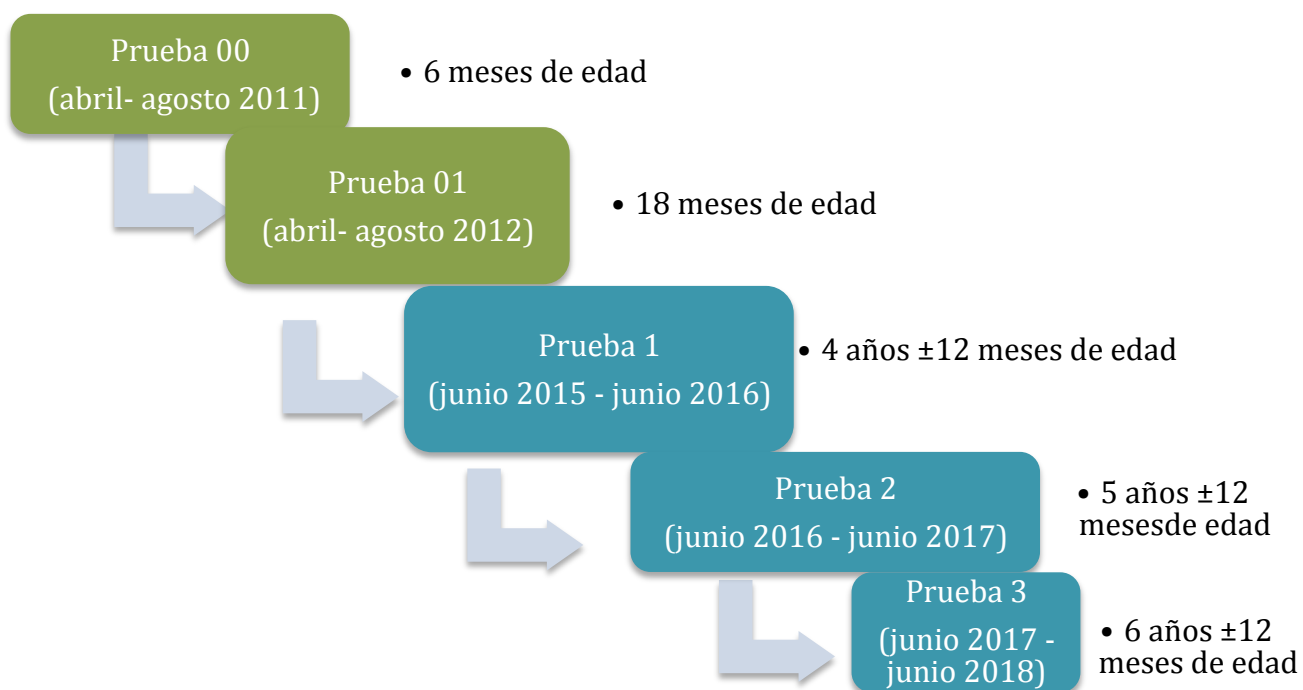 Prueba 00
(abril- agosto 2011)
• 6 meses de edad
Prueba 01
(abril- agosto 2012)
• 18 meses de edad
Prueba 1
(junio 2015 - junio 2016)
• 4 años ±12 meses de edad
Prueba 2
(junio 2016 - junio 2017)
• 5 años ±12
mesesde edad
Prueba 3
(junio 2017 -
junio 2018)
• 6 años ±12
meses de edad